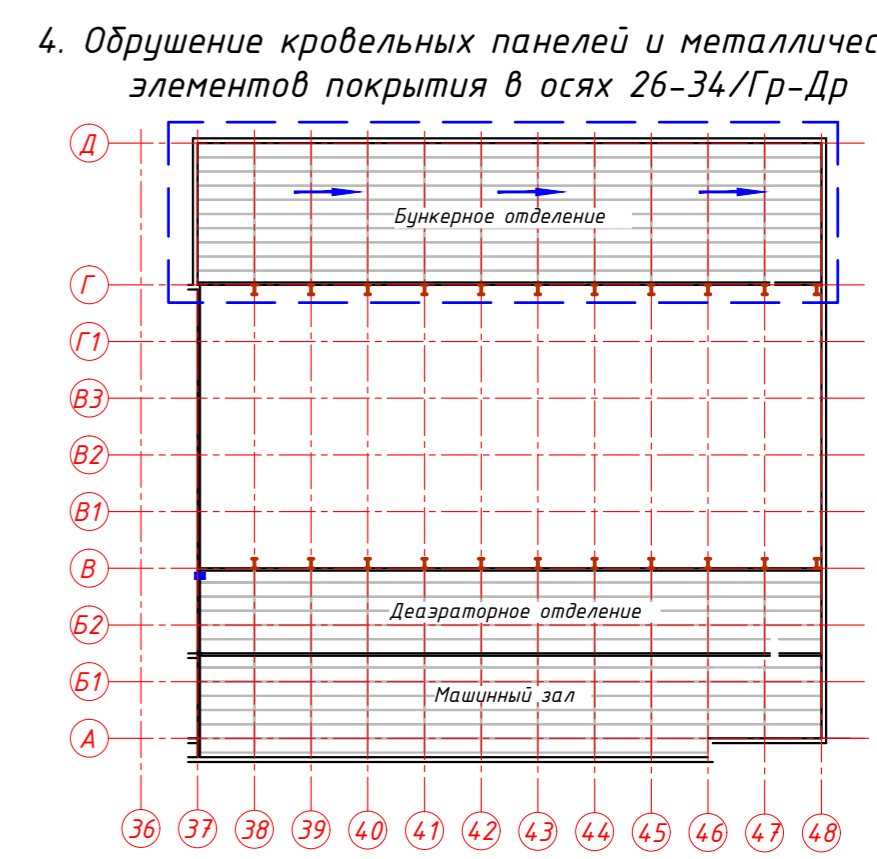 4. Обрушение кровельных панелей и металличес
элементов покрытия в осях 26-34/Гр-Др
Д
Бункерное отделение
Г
Г1
В3
В2
В1
В
Деаэраторное отделение
Б2
Б1
Машинный зал
А
36 37 38 39 40 41 42 43 44 45 46 47 48